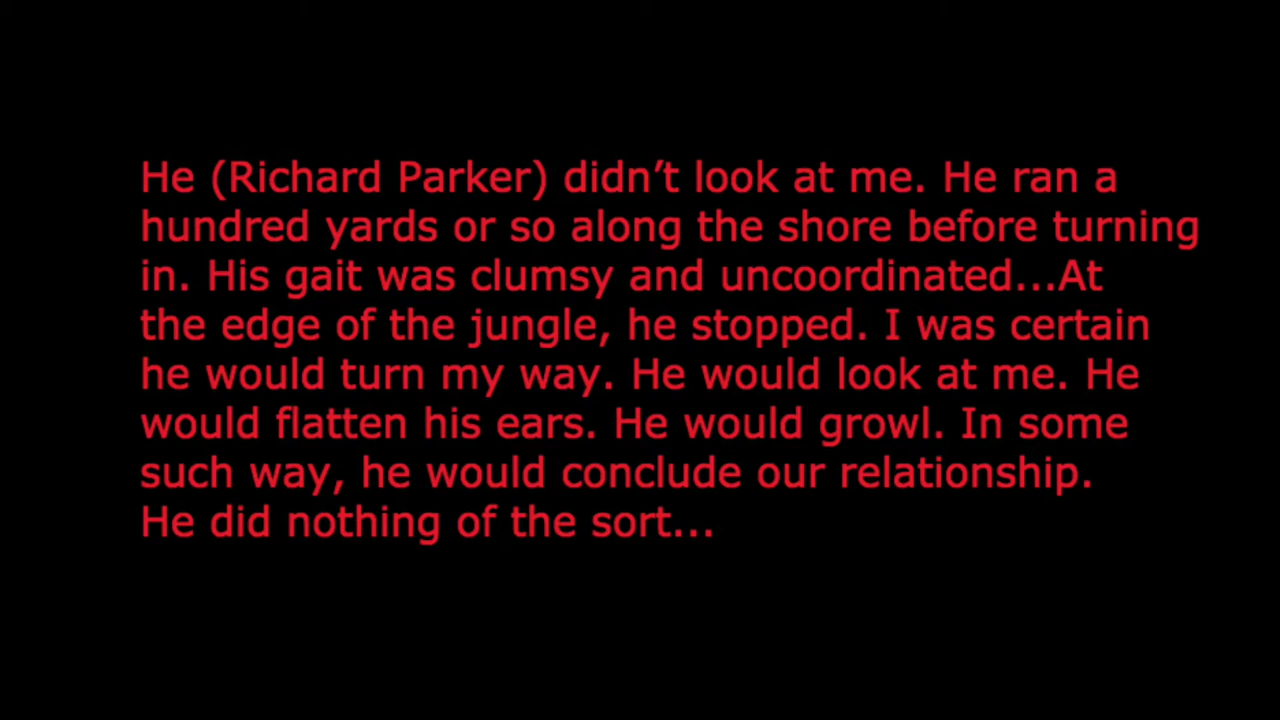 He (Richard Parker) didn’t look at me. He ran a
hundred yards or so along the shore before turning
in. His gait was clumsy and uncoordinated...At
the edge of the jungle, he stopped. I was certain
he would turn my way. He would look at me. He
would flatten his ears. He would growl. In some
such way, he would conclude our relationship.
He did nothing of the sort...